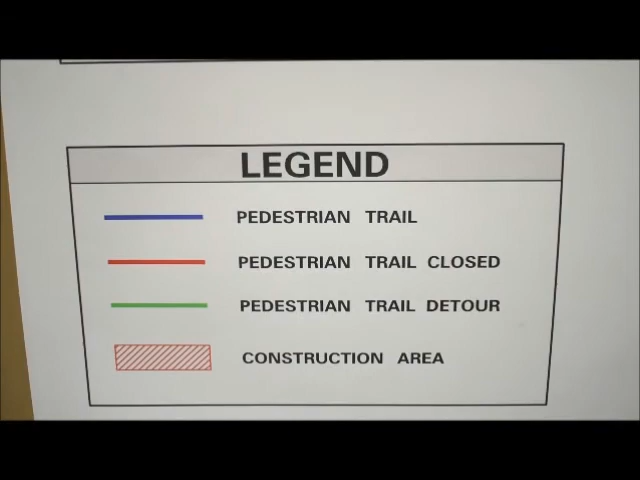 LEGEND
PEDESTRIAN TRAIL
PEDESTRIAN TRAIL CLOSED
PEDESTRIAN TRAIL DETOUR
CONSTRUCTION AREA